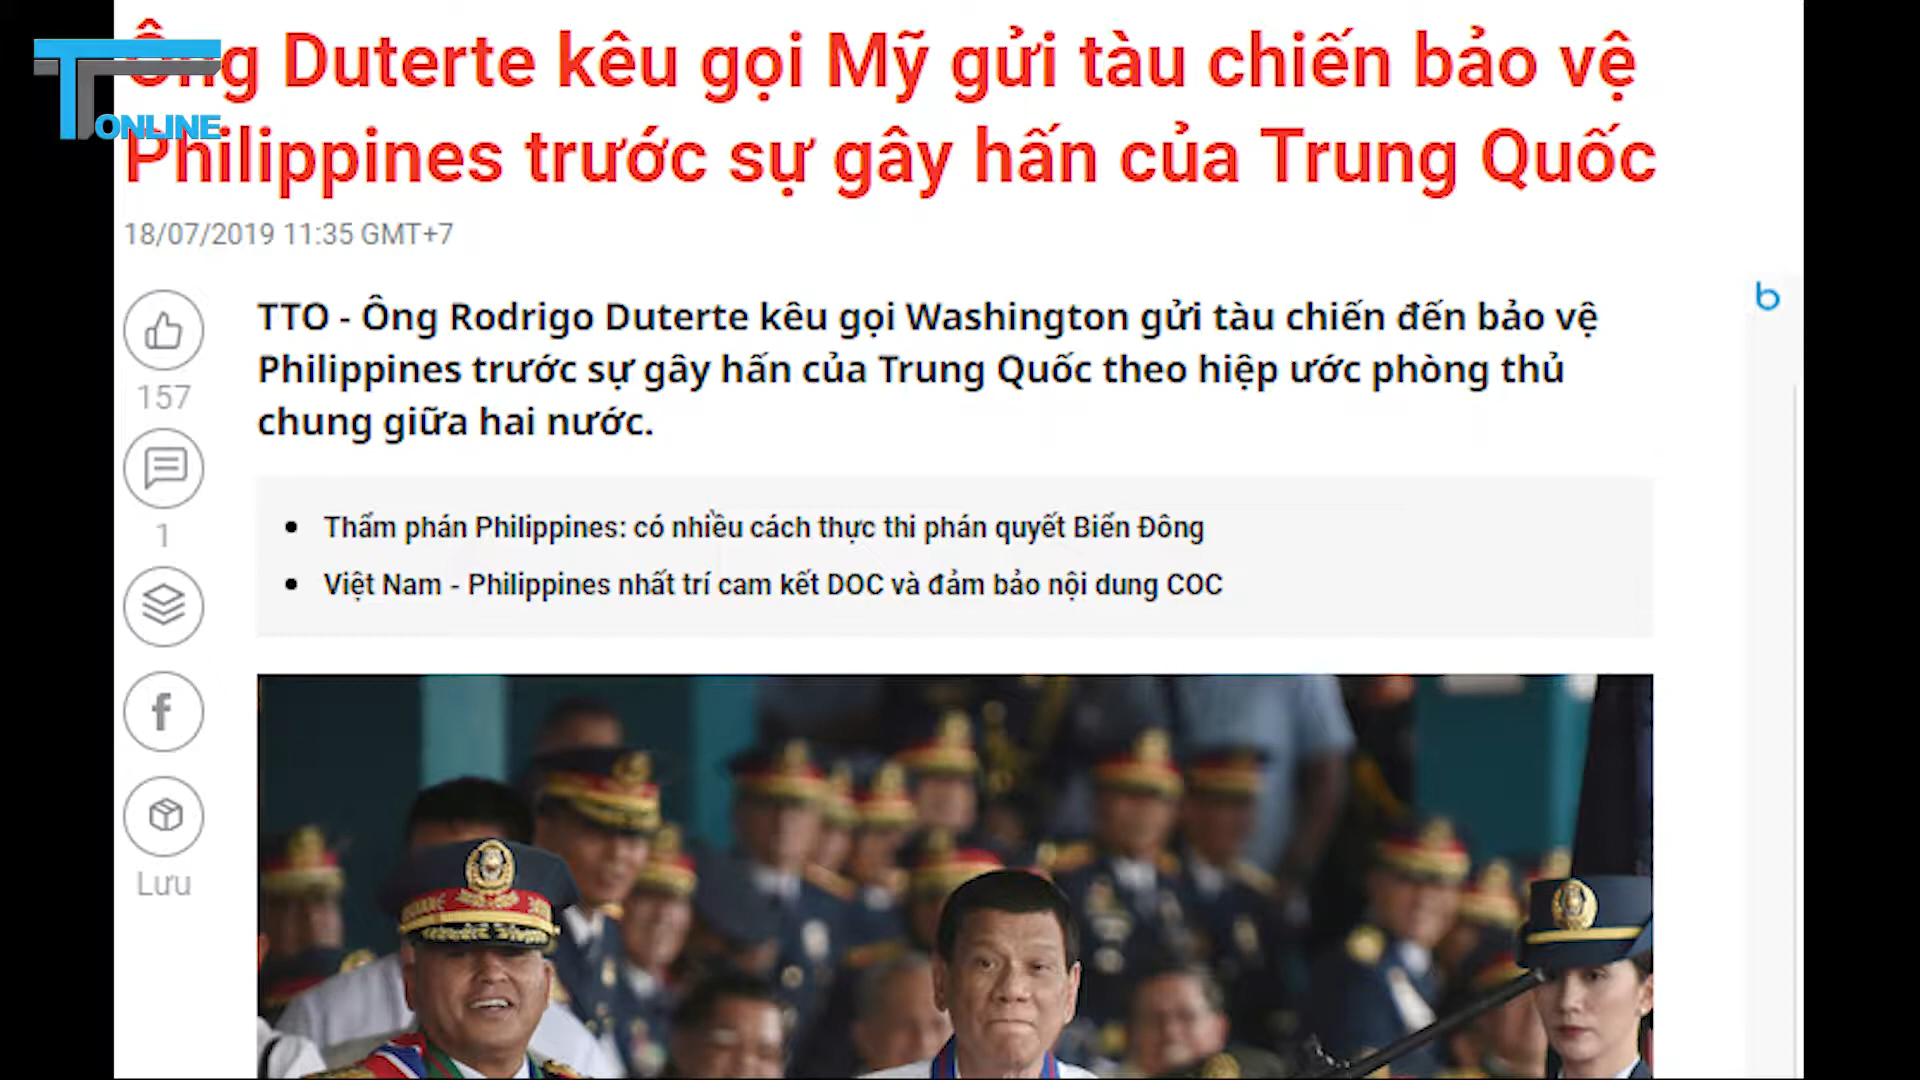 Ông Duterte kêu gọi Mỹ gửi tàu chiến bảo vệ
Philippines trước sự gây hấn của Trung Quốc
T ONLINE
18/07/2019 11:35 GMT+7
TTO - Ông Rodrigo Duterte kêu gọi Washington gửi tàu chiến đến bảo vệ
Philippines trước sự gây hấn của Trung Quốc theo hiệp ước phòng thủ
chung giữa hai nước.
157
1
Lưu
• Thẩm phán Philippines: có nhiều cách thực thi phán quyết Biển Đông
• Việt Nam - Philippines nhất trí cam kết DOC và đảm bảo nội dung COC